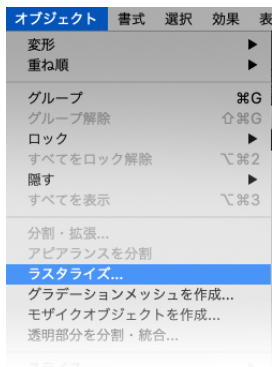 オブジェクト 書式 選択 効果 表
変形 ▶
重ね順 ▶
グループ ⌘G
グループ解除 ⇧⌘G
ロック ▶
すべてをロック解除 ⌥⌘2
隠す ▶
すべてを表示 ⌥⌘3
分割・拡張...
アピアランスを分割
ラスタライズ...
グラデーションメッシュを作成...
モザイクオブジェクトを作成...
透明部分を分割・統合...